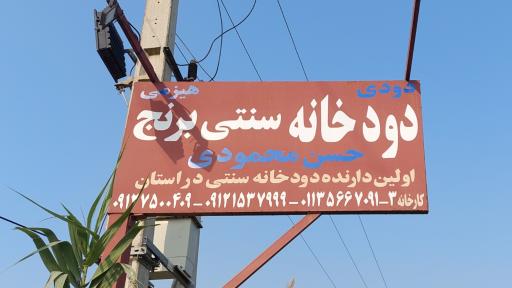 دودی هیزمی
دودخانه سنتی برنج
حسن محمودی
اولین دارنده دودخانه سنتی در استان
کارخانه ۳-۰۱۱۳۵۶۶۷۰۹۱ - ۰۹۱۲۱۵۳۷۹۹۹ - ۰۹۱۲۷۵۰۰۴۰۹